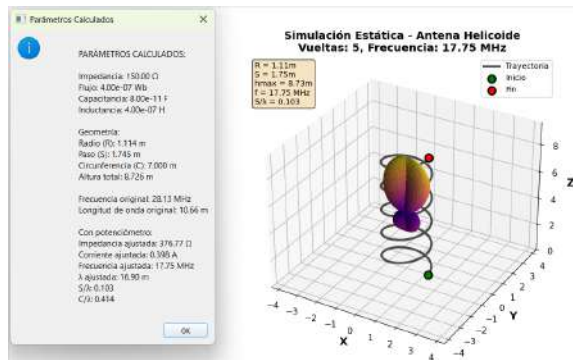 Parámetros Calculados
PARÁMETROS CALCULADOS:
Impedancia: 150.00 Ω
Flujo: 4.00e-07 Wb
Capacitancia: 8.00e-11 F
Inductancia: 4.00e-07 H
Geometría:
Radio (R): 1.114 m
Paso (S): 1.745 m
Circunferencia (C): 7.000 m
Altura total: 8.726 m
Frecuencia original: 28.13 MHz
Longitud de onda original: 10.66 m
Con potenciómetro:
Impedancia ajustada: 376.77 Ω
Corriente ajustada: 0.398 A
Frecuencia ajustada: 17.75 MHz
λ ajustada: 16.90 m
S/λ: 0.103
C/λ: 0.414
OK
Simulación Estática - Antena Helicoide
Vueltas: 5, Frecuencia: 17.75 MHz
R = 1.11m
S = 1.75m
hmax = 8.73m
f = 17.75 MHz
S/λ = 0.103
Trayectoria
Inicio
Fin
8
6
4
2
0
Z
−4 −3 −2 −1 0 1 2 3 4
X
−4 −3 −2 −1 0 1 2 3 4
Y